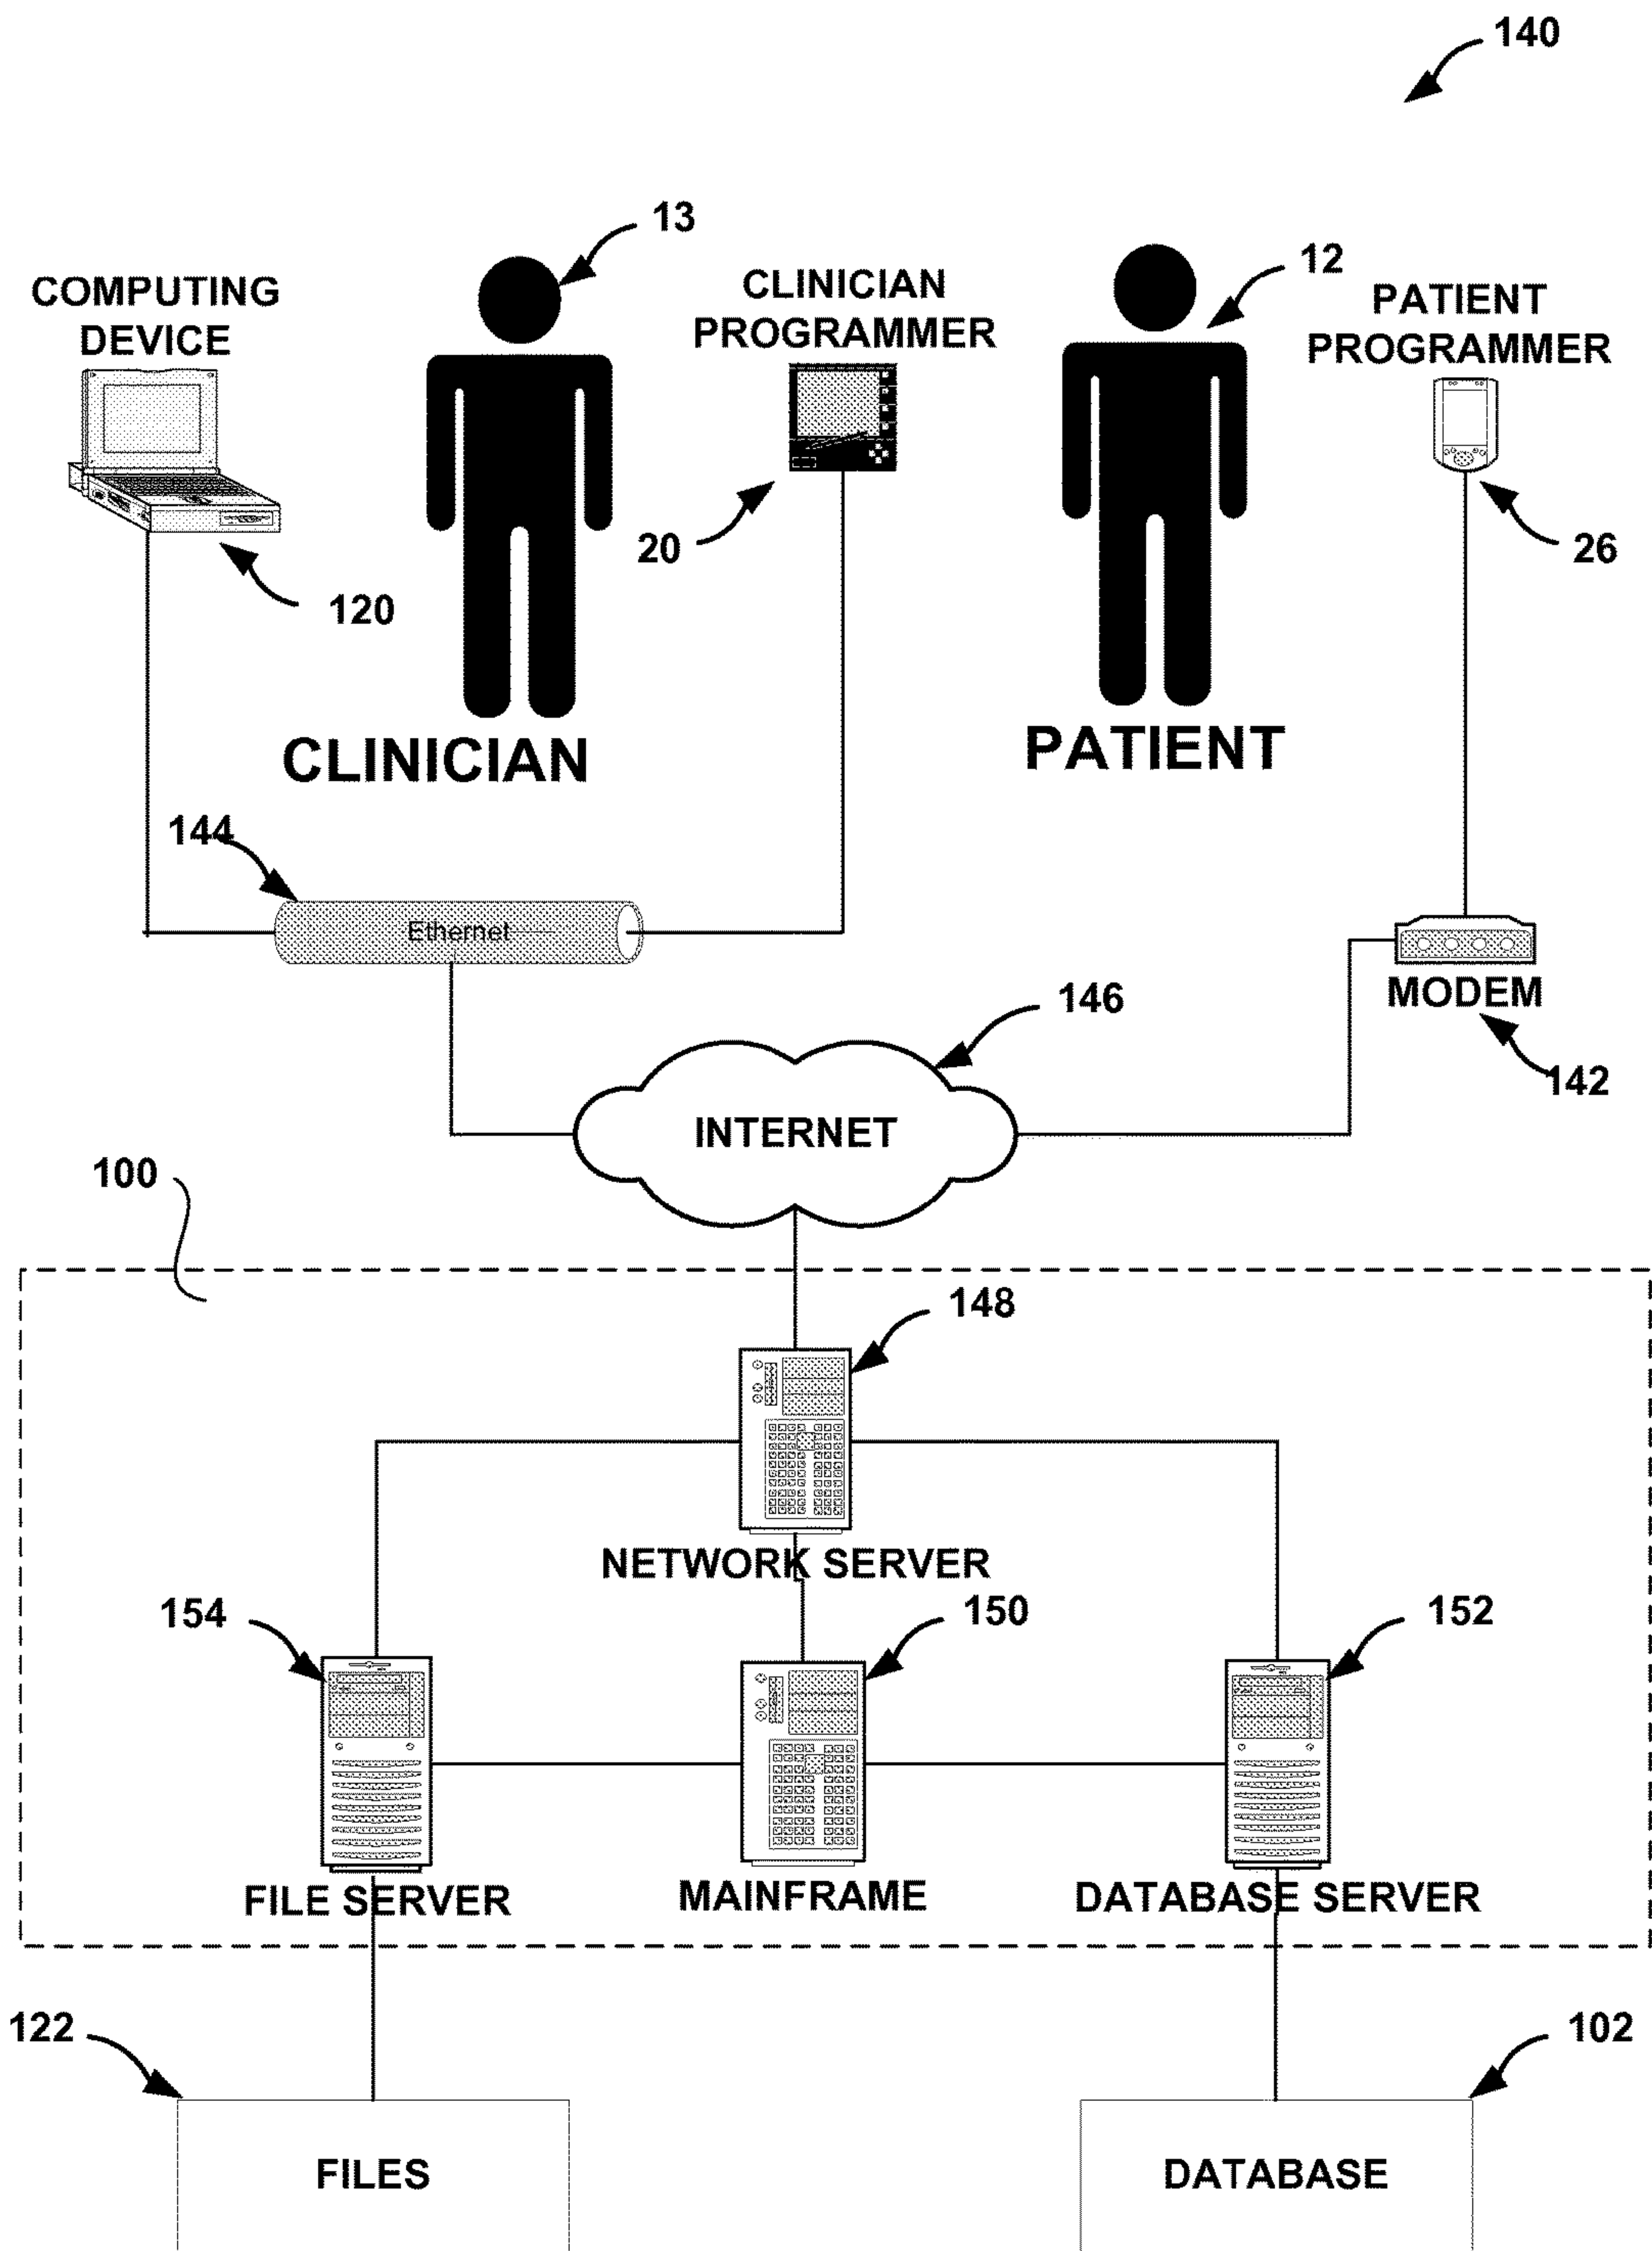 140
13
12
COMPUTING
DEVICE
CLINICIAN
PROGRAMMER
PATIENT
PROGRAMMER
20
26
120
CLINICIAN
PATIENT
144
Ethernet
MODEM
146
142
INTERNET
100
148
NETWORK SERVER
154
150
152
FILE SERVER
MAINFRAME
DATABASE SERVER
122
102
FILES
DATABASE